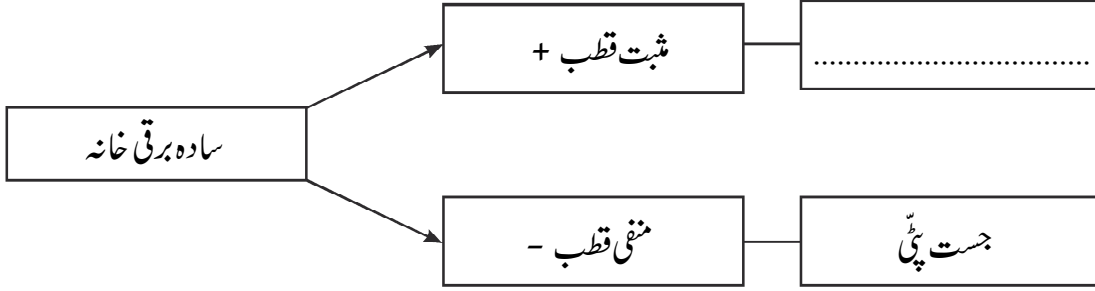 مثبت قطب +
..................................
سادہ برقی خانہ
منفی قطب -
جست پٹّی